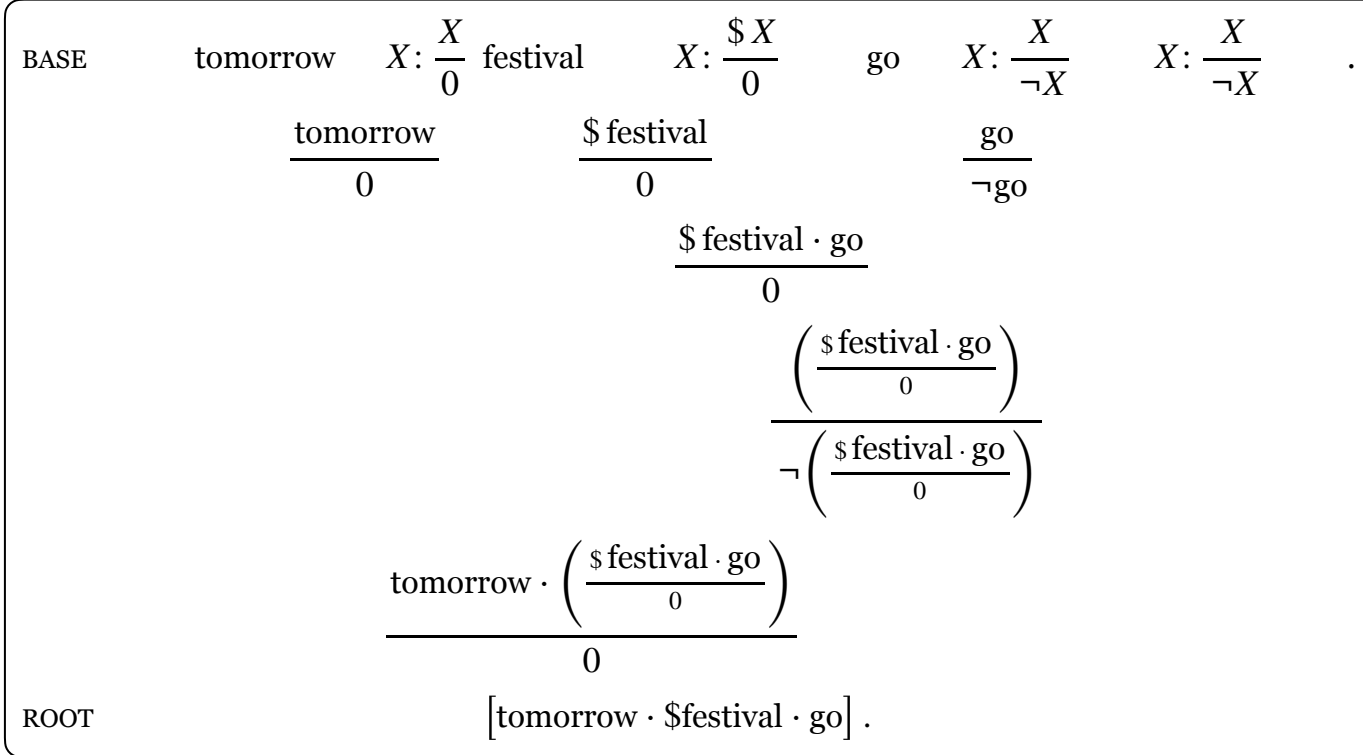 BASE tomorrow X: X/0 festival X: $X/0 go X: X/¬X X: X/¬X .
tomorrow/0 $festival/0 go/¬go
$festival · go
0
($festival · go/0)
¬($festival · go/0)
tomorrow · ($festival · go/0)
0
ROOT [tomorrow · $festival · go] .